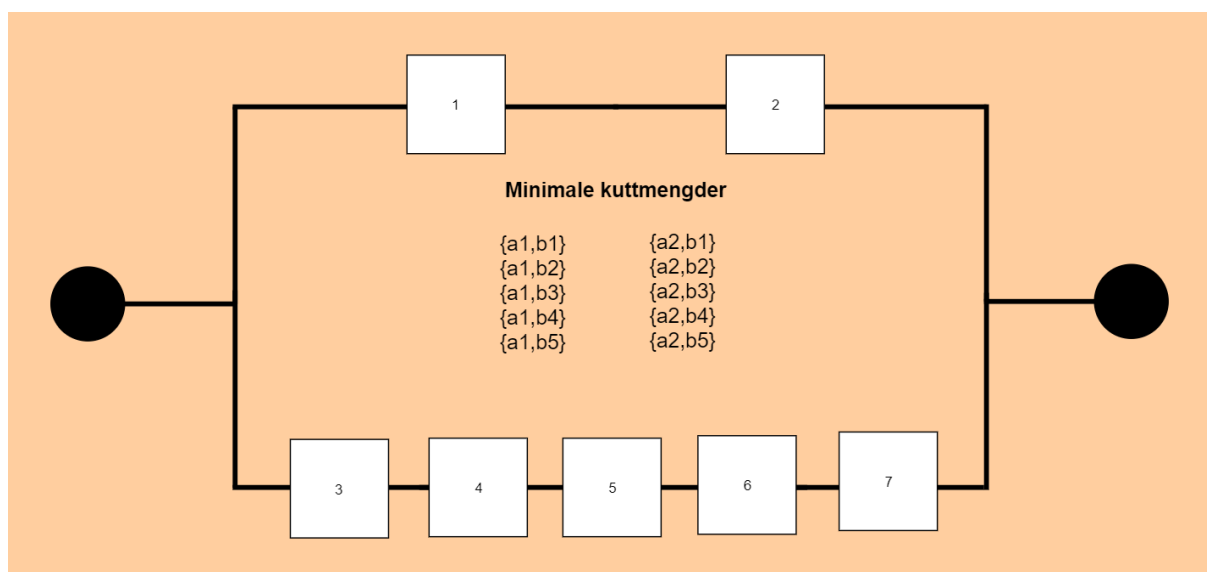 1
2
Minimale kuttmengder
{a1,b1} {a2,b1}
{a1,b2} {a2,b2}
{a1,b3} {a2,b3}
{a1,b4} {a2,b4}
{a1,b5} {a2,b5}
3
4
5
6
7